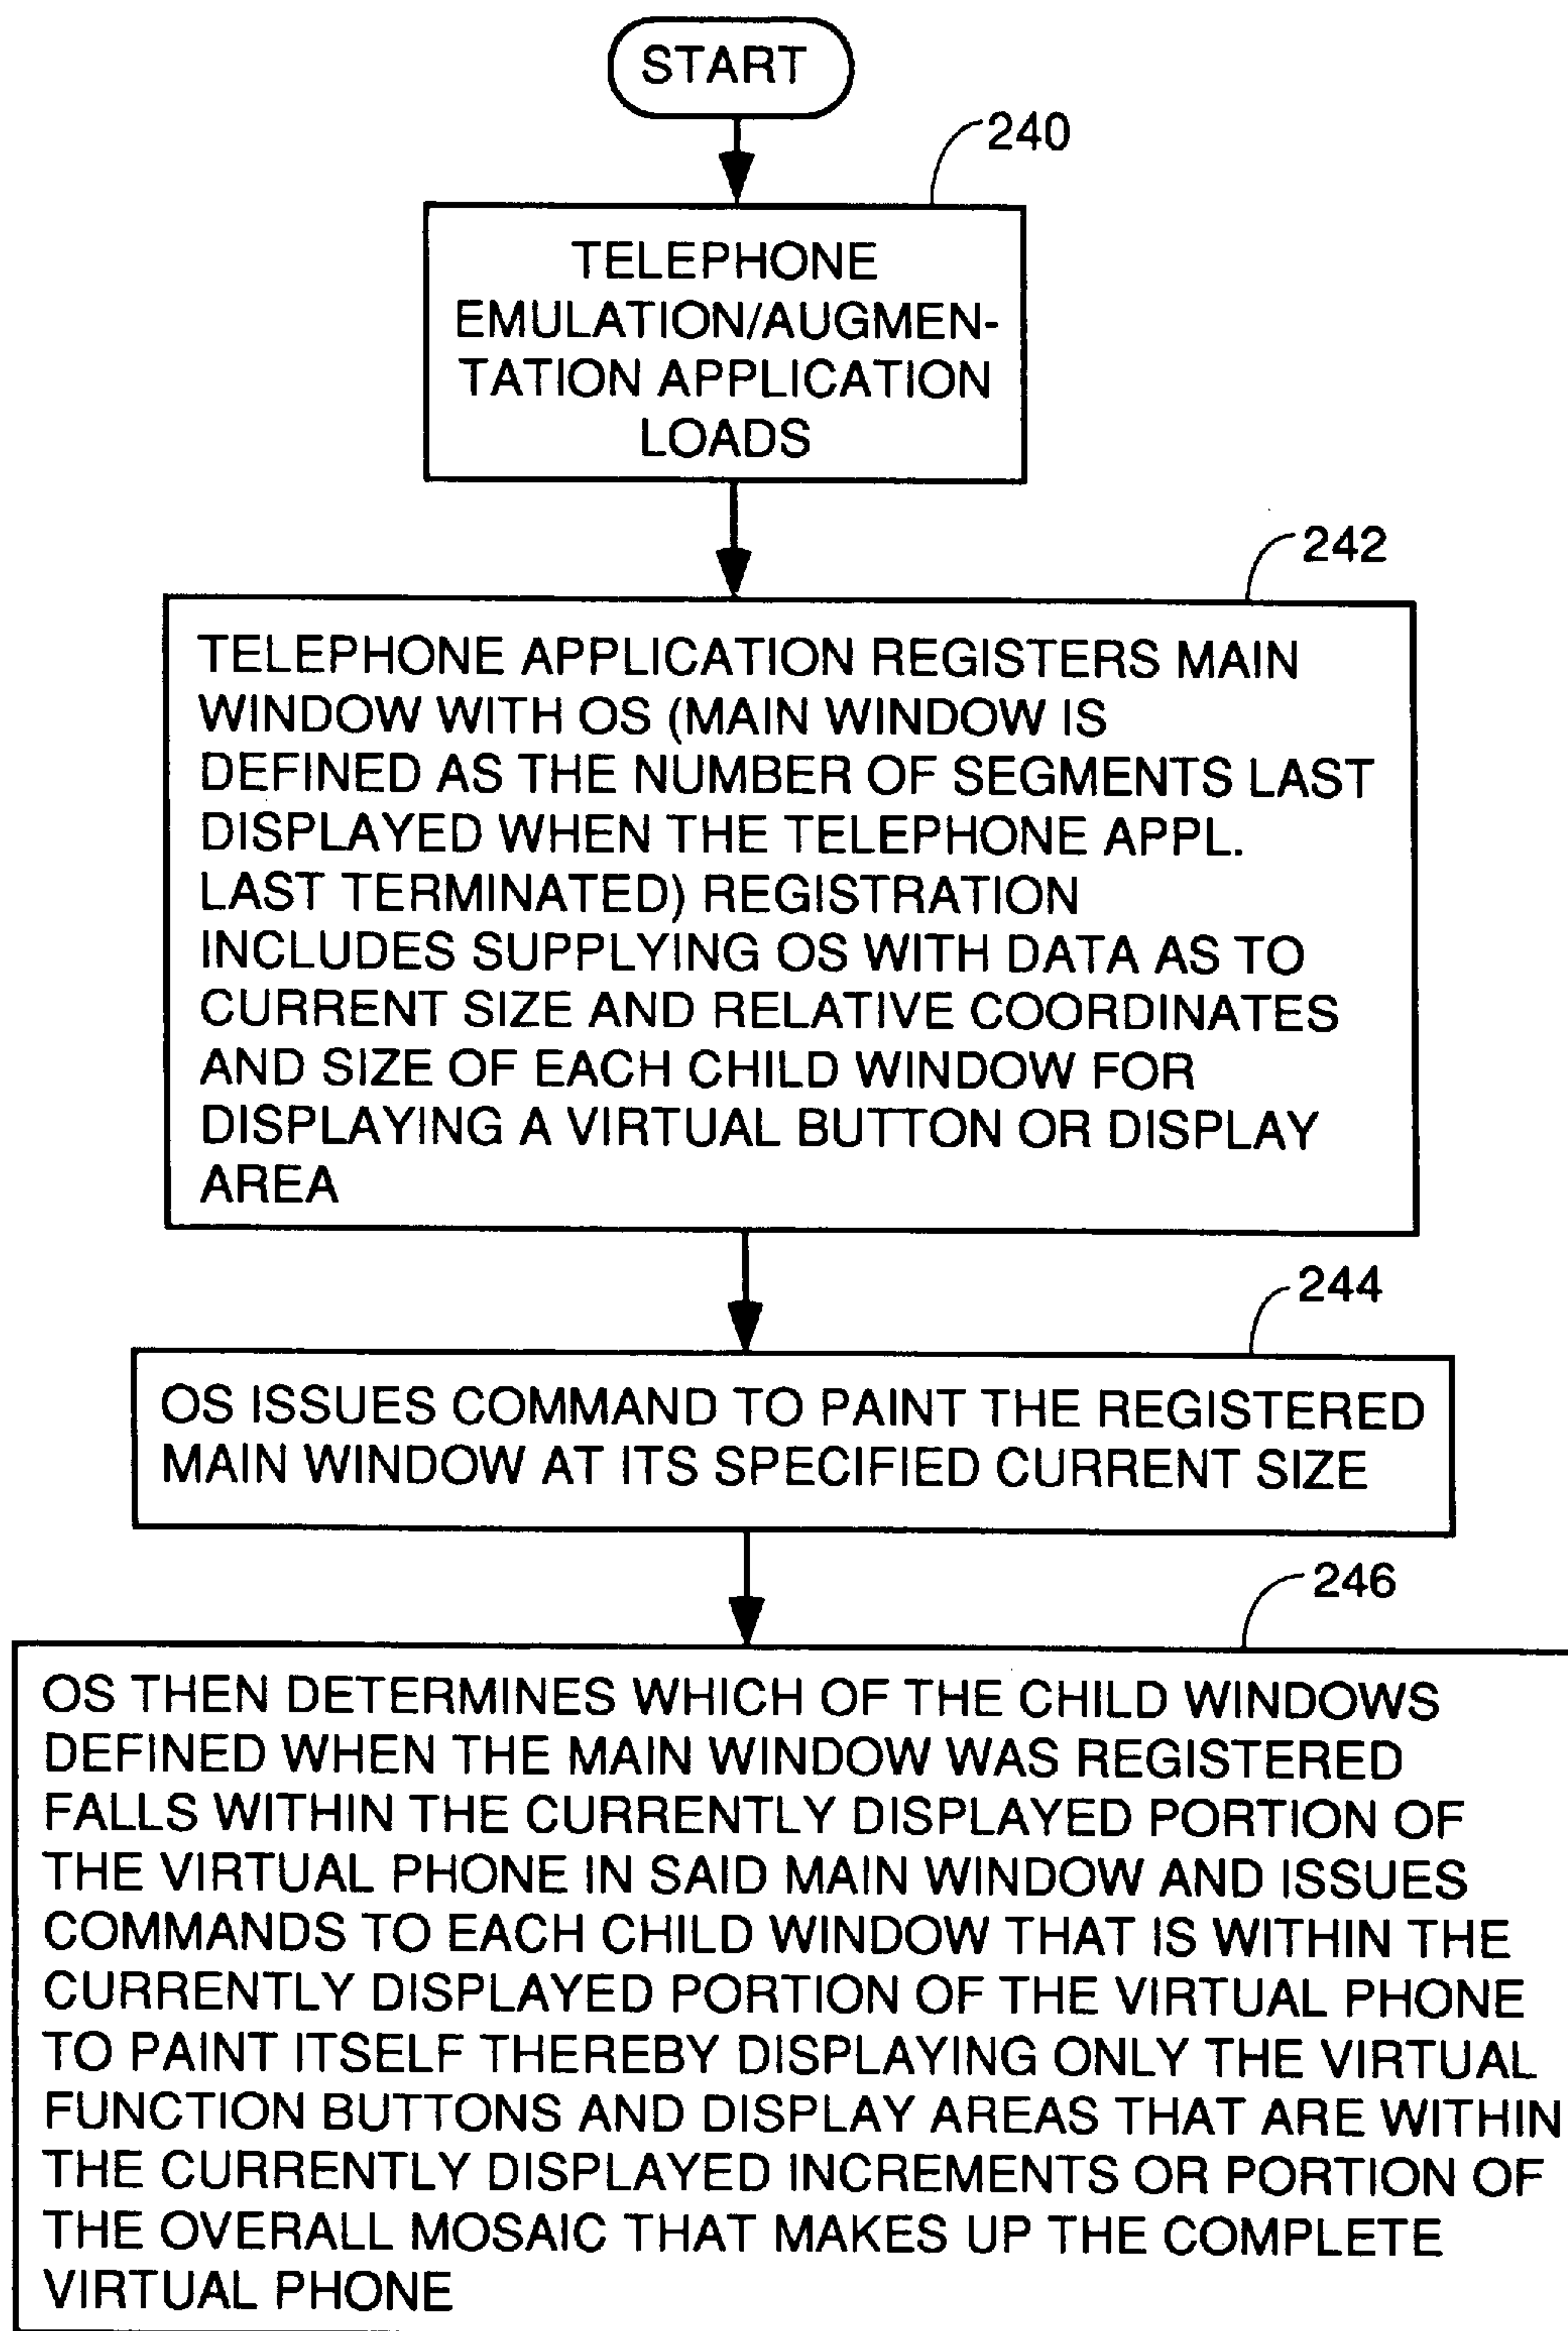 START
240
TELEPHONE
EMULATION/AUGMEN-
TATION APPLICATION
LOADS
242
TELEPHONE APPLICATION REGISTERS MAIN
WINDOW WITH OS (MAIN WINDOW IS
DEFINED AS THE NUMBER OF SEGMENTS LAST
DISPLAYED WHEN THE TELEPHONE APPL.
LAST TERMINATED) REGISTRATION
INCLUDES SUPPLYING OS WITH DATA AS TO
CURRENT SIZE AND RELATIVE COORDINATES
AND SIZE OF EACH CHILD WINDOW FOR
DISPLAYING A VIRTUAL BUTTON OR DISPLAY
AREA
244
OS ISSUES COMMAND TO PAINT THE REGISTERED
MAIN WINDOW AT ITS SPECIFIED CURRENT SIZE
246
OS THEN DETERMINES WHICH OF THE CHILD WINDOWS
DEFINED WHEN THE MAIN WINDOW WAS REGISTERED
FALLS WITHIN THE CURRENTLY DISPLAYED PORTION OF
THE VIRTUAL PHONE IN SAID MAIN WINDOW AND ISSUES
COMMANDS TO EACH CHILD WINDOW THAT IS WITHIN THE
CURRENTLY DISPLAYED PORTION OF THE VIRTUAL PHONE
TO PAINT ITSELF THEREBY DISPLAYING ONLY THE VIRTUAL
FUNCTION BUTTONS AND DISPLAY AREAS THAT ARE WITHIN
THE CURRENTLY DISPLAYED INCREMENTS OR PORTION OF
THE OVERALL MOSAIC THAT MAKES UP THE COMPLETE
VIRTUAL PHONE